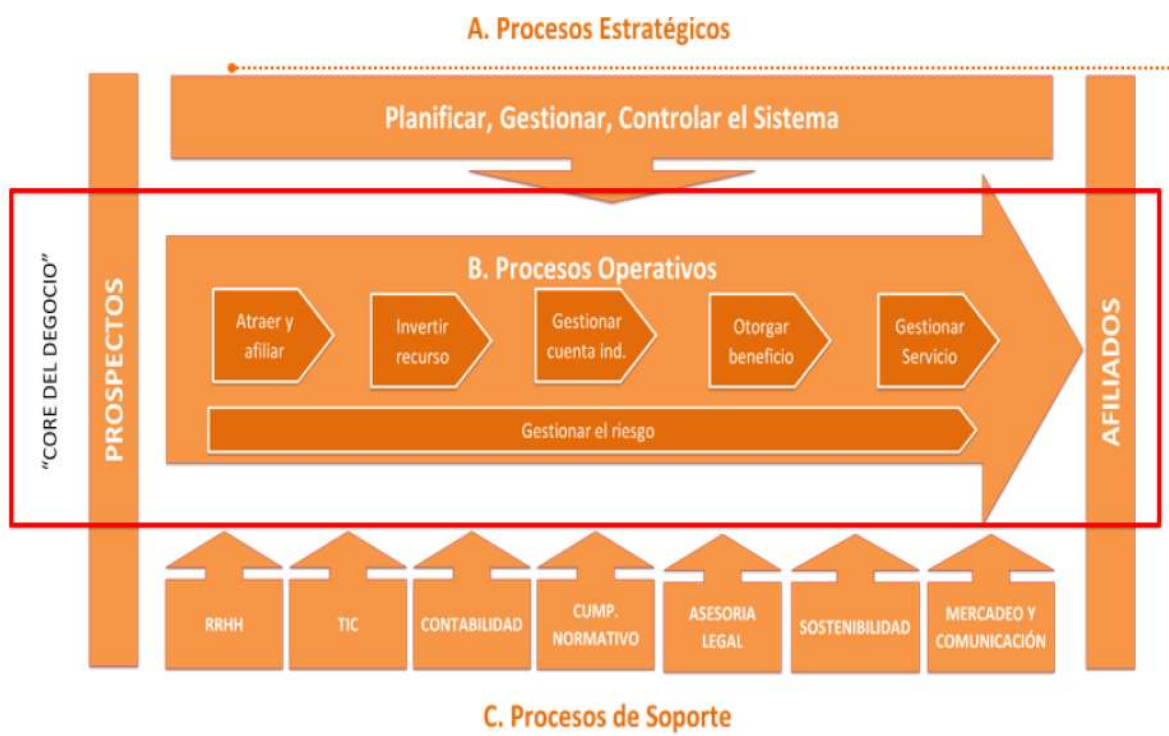 A. Procesos Estratégicos
Planificar, Gestionar, Controlar el Sistema
"CORE DEL DEGOCIO"
PROSPECTOS
B. Procesos Operativos
Atraer y
afiliar
Invertir
recurso
Gestionar
cuenta ind.
Otorgar
beneficio
Gestionar
Servicio
Gestionar el riesgo
AFILIADOS
RRHH
TIC
CONTABILIDAD
CUMP.
NORMATIVO
ASESORIA
LEGAL
SOSTENIBILIDAD
MERCADEO Y
COMUNICACIÓN
C. Procesos de Soporte